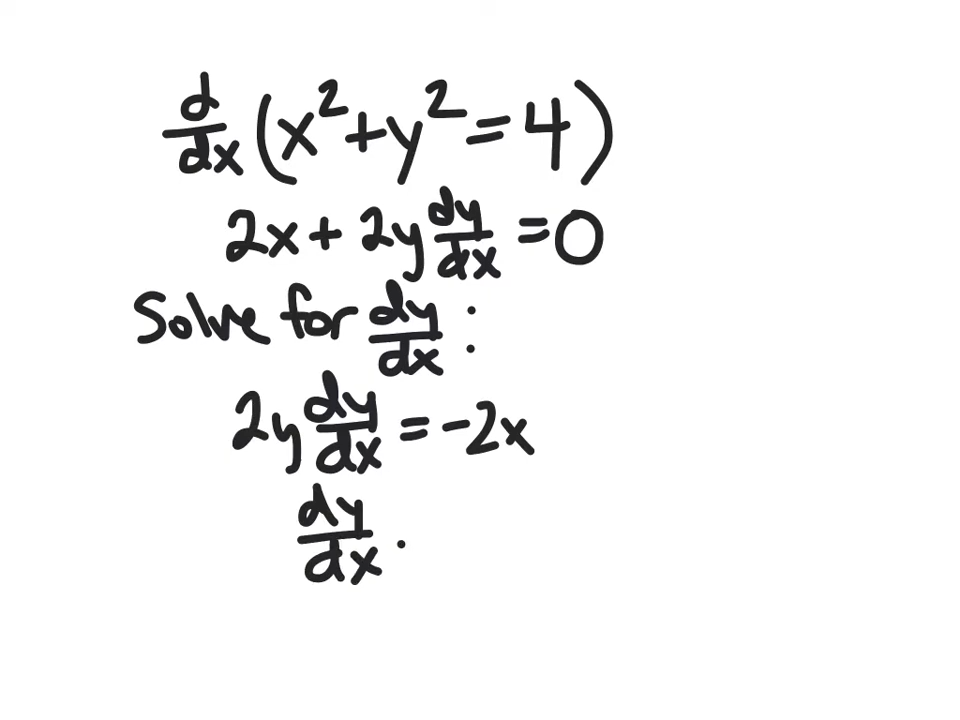 d/dx (x² + y² = 4)
2x + 2y dy/dx = 0
Solve for dy/dx :
2y dy/dx = -2x
dy/dx .